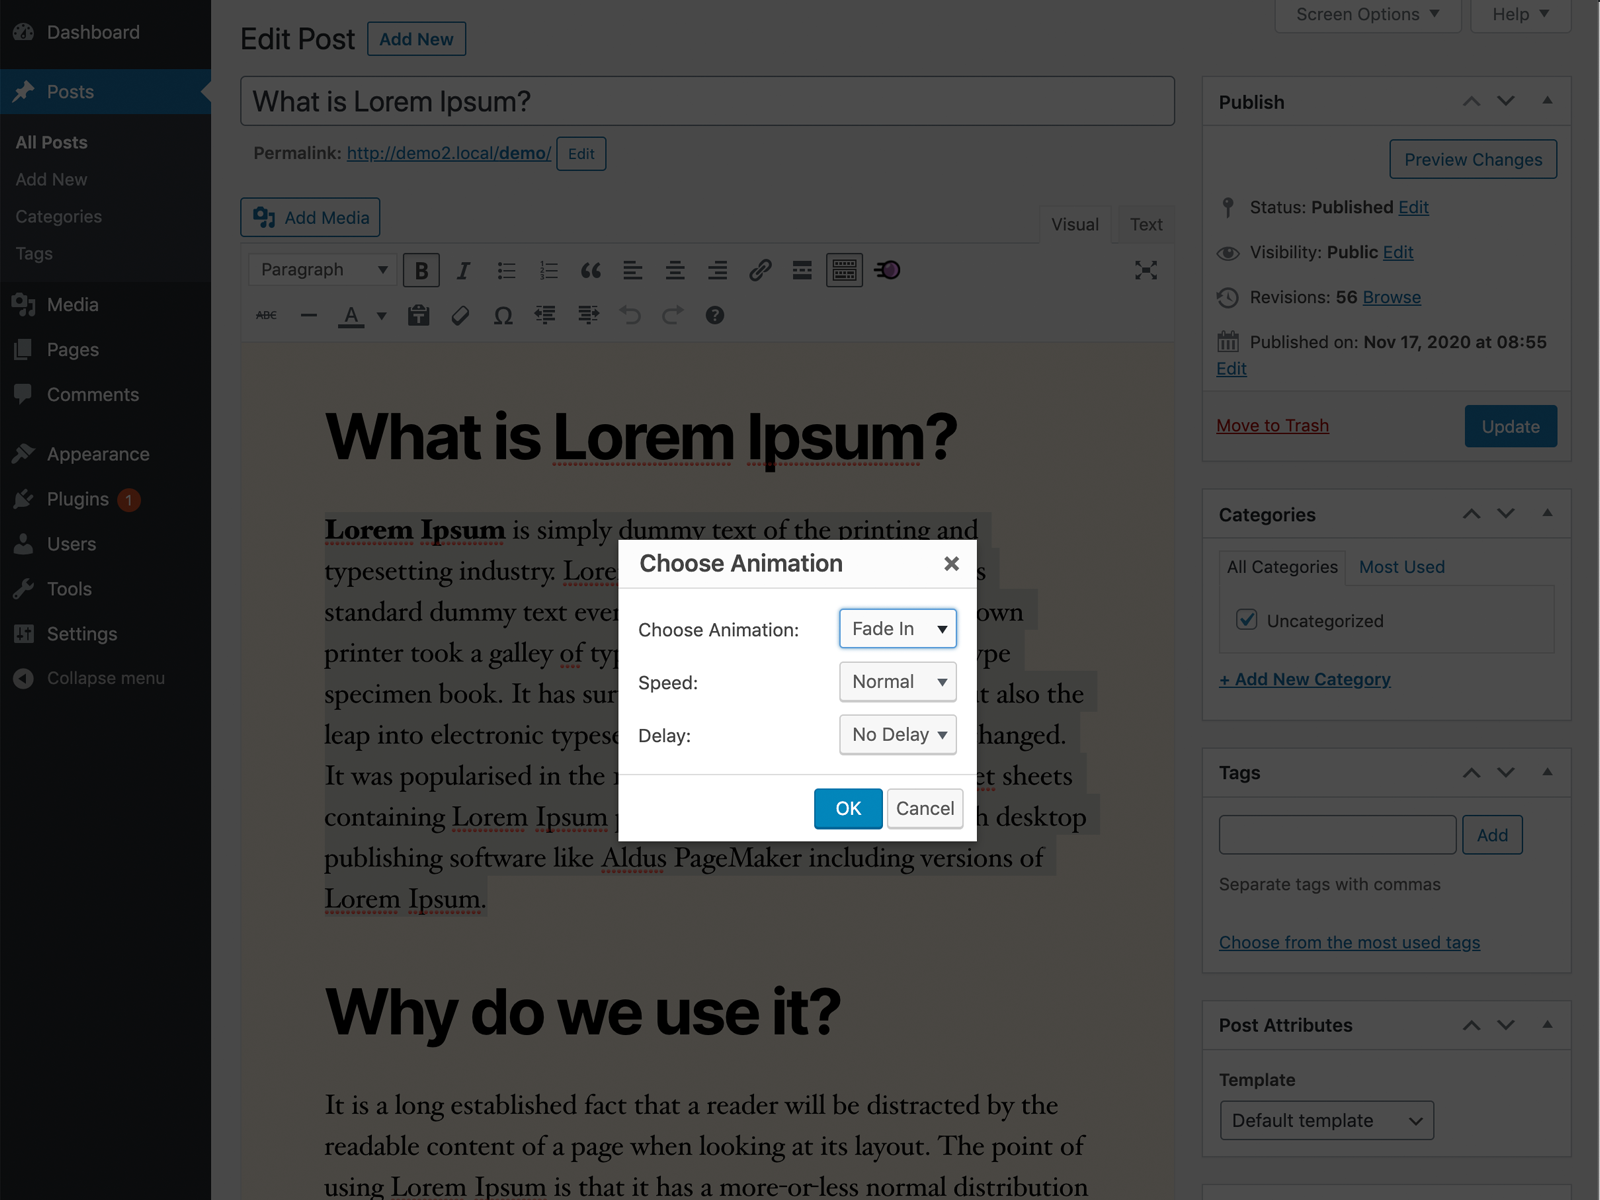 Dashboard
Posts
All Posts
Add New
Categories
Tags
Media
Pages
Comments
Appearance
Plugins 1
Users
Tools
Settings
Collapse menu
Screen Options
Help
Edit Post
Add New
What is Lorem Ipsum?
Permalink: http://demo2.local/demo/ Edit
Add Media
Visual Text
Paragraph B I
ABC A
What is Lorem Ipsum?
Lorem Ipsum is simply dummy text of the printing and
typesetting industry. Lore s
standard dummy text ever own
printer took a galley of typ ype
specimen book. It has sur t also the
leap into electronic typese hanged.
It was popularised in the et sheets
containing Lorem Ipsum h desktop
publishing software like Aldus PageMaker including versions of
Lorem Ipsum.
Why do we use it?
It is a long established fact that a reader will be distracted by the
readable content of a page when looking at its layout. The point of
using Lorem Ipsum is that it has a more-or-less normal distribution
Choose Animation
Choose Animation: Fade In
Speed: Normal
Delay: No Delay
OK Cancel
Publish
Preview Changes
Status: Published Edit
Visibility: Public Edit
Revisions: 56 Browse
Published on: Nov 17, 2020 at 08:55
Edit
Move to Trash
Update
Categories
All Categories Most Used
Uncategorized
+ Add New Category
Tags
Add
Separate tags with commas
Choose from the most used tags
Post Attributes
Template
Default template